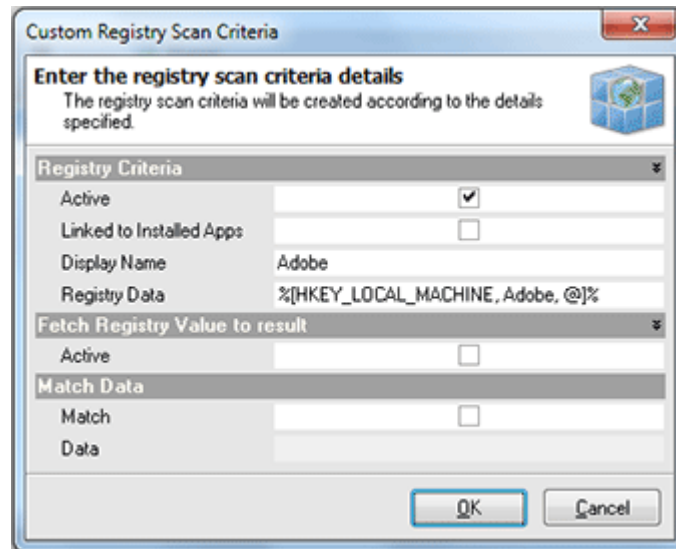 Custom Registry Scan Criteria
Enter the registry scan criteria details
The registry scan criteria will be created according to the details
specified.
Registry Criteria
Active
Linked to Installed Apps
Display Name Adobe
Registry Data %[HKEY_LOCAL_MACHINE, Adobe, @]%
Fetch Registry Value to result
Active
Match Data
Match
Data
OK Cancel